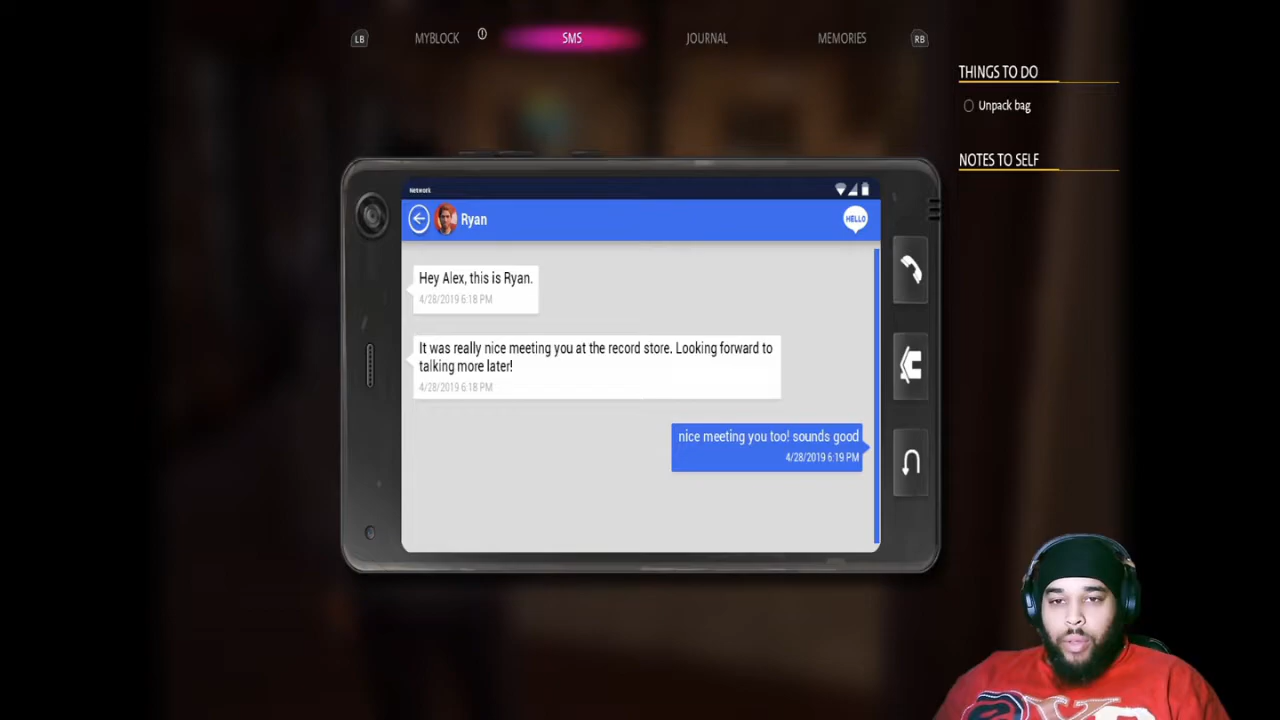 LB
MYBLOCK
SMS
JOURNAL
MEMORIES
RB
THINGS TO DO
Unpack bag
NOTES TO SELF
Network
Ryan
HELLO
Hey Alex, this is Ryan.
4/28/2019 6:18 PM
It was really nice meeting you at the record store. Looking forward to
talking more later!
4/28/2019 6:18 PM
nice meeting you too! sounds good
4/28/2019 6:19 PM